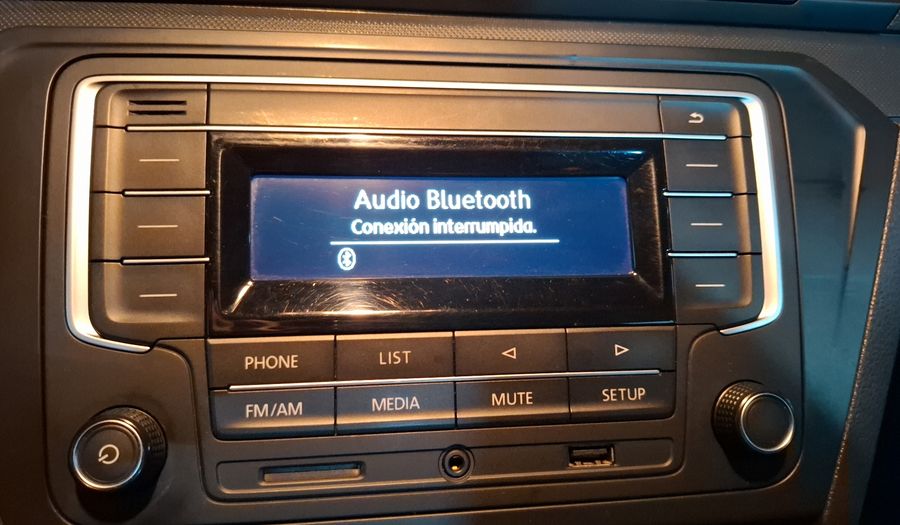 Audio Bluetooth
Conexión interrumpida.
PHONE
LIST
FM/AM
MEDIA
MUTE
SETUP